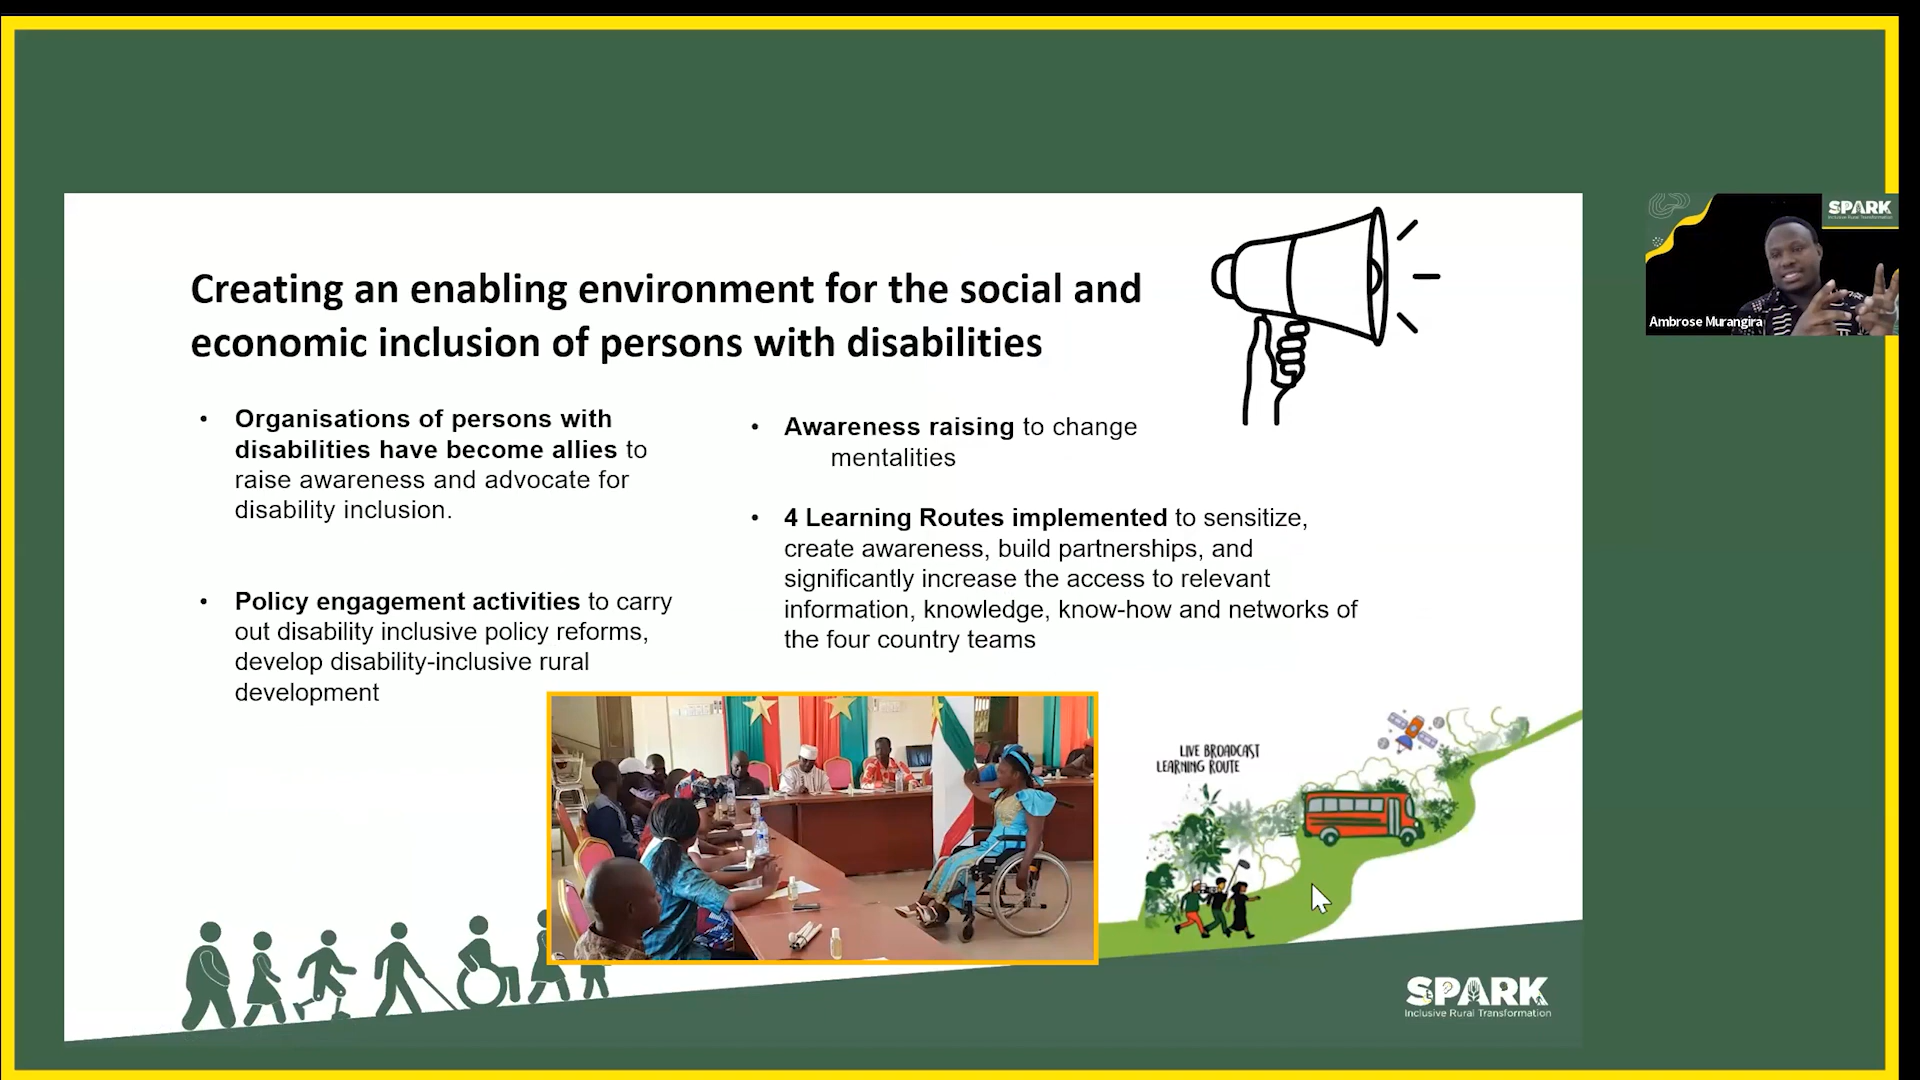 Creating an enabling environment for the social and
economic inclusion of persons with disabilities
• Organisations of persons with
disabilities have become allies to
raise awareness and advocate for
disability inclusion.
• Policy engagement activities to carry
out disability inclusive policy reforms,
develop disability-inclusive rural
development
• Awareness raising to change
mentalities
• 4 Learning Routes implemented to sensitize,
create awareness, build partnerships, and
significantly increase the access to relevant
information, knowledge, know-how and networks of
the four country teams
LIVE BROADCAST
LEARNING ROUTE
SPARK
Inclusive Rural Transformation
SPARK
Inclusive Rural Transformation
Ambrose Murangira